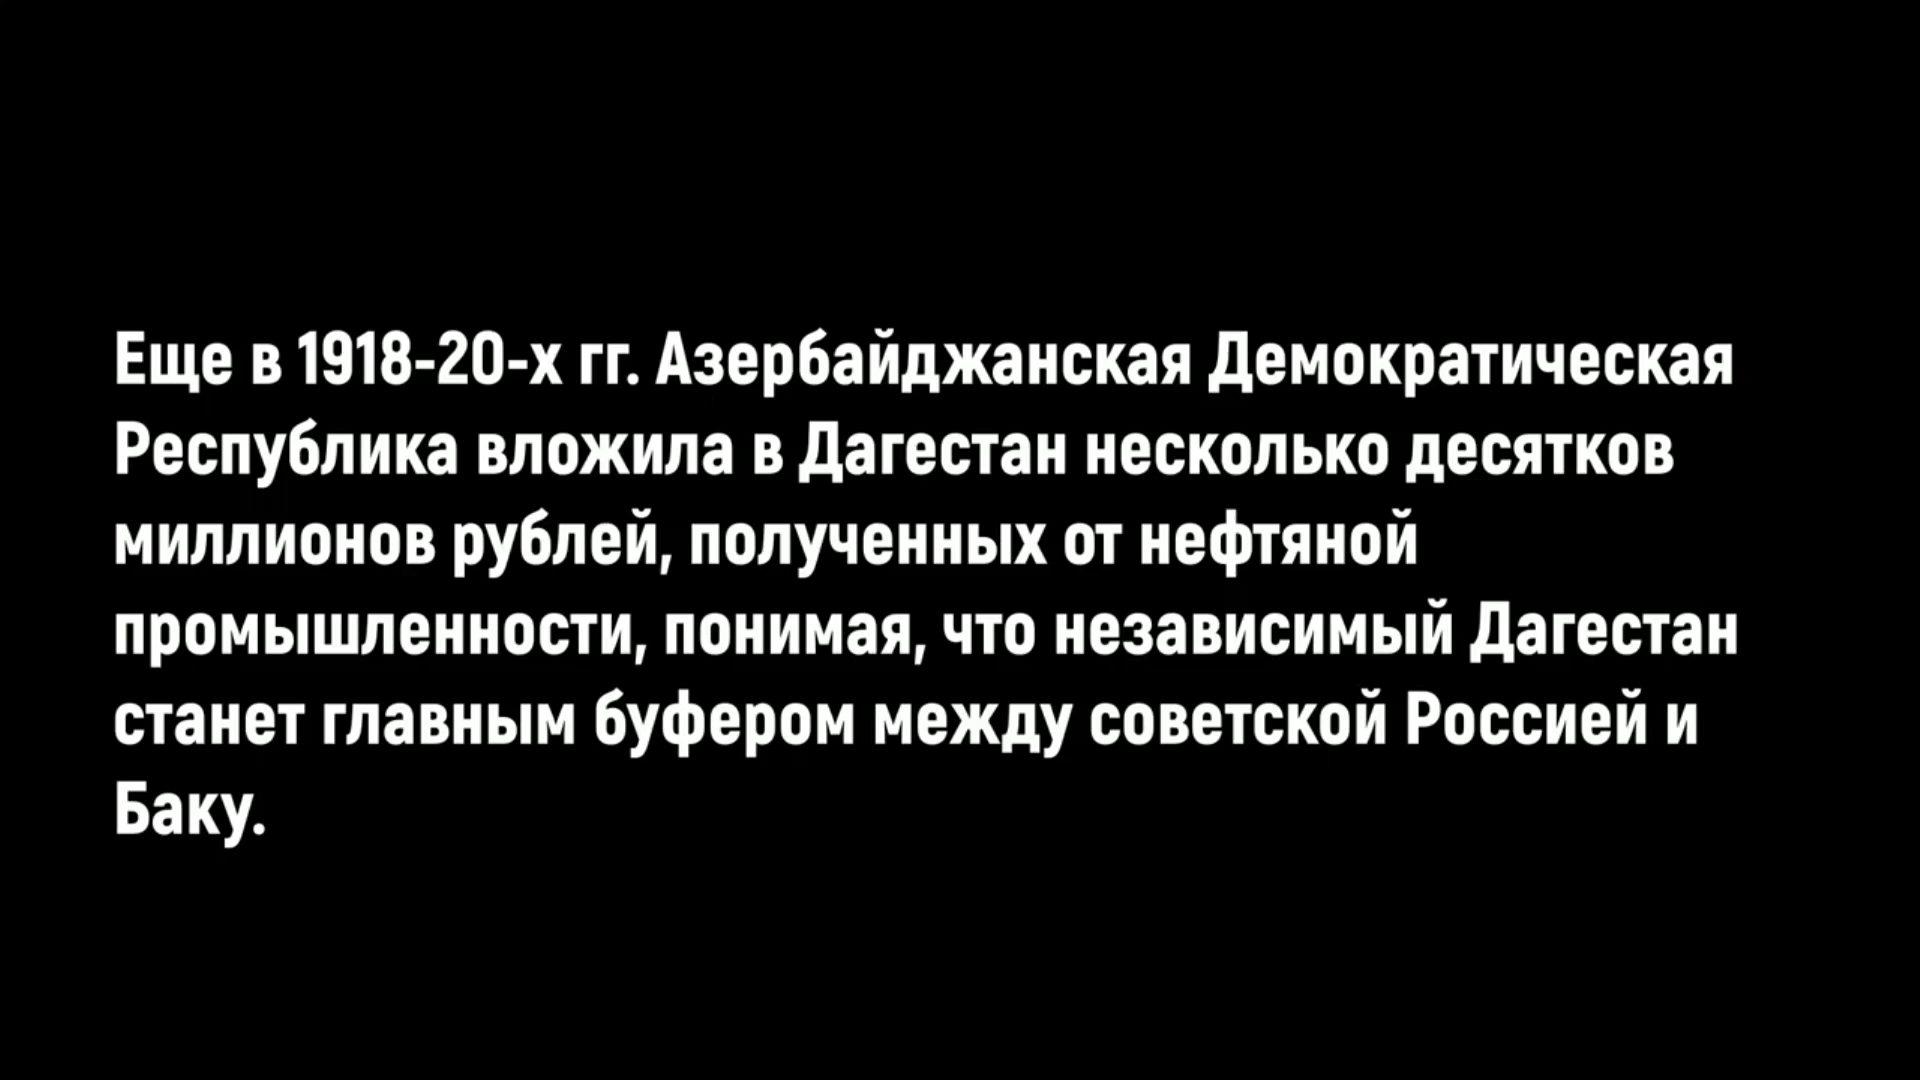 Еще в 1918-20-х гг. Азербайджанская Демократическая
Республика вложила в Дагестан несколько десятков
миллионов рублей, полученных от нефтяной
промышленности, понимая, что независимый Дагестан
станет главным буфером между советской Россией и
Баку.